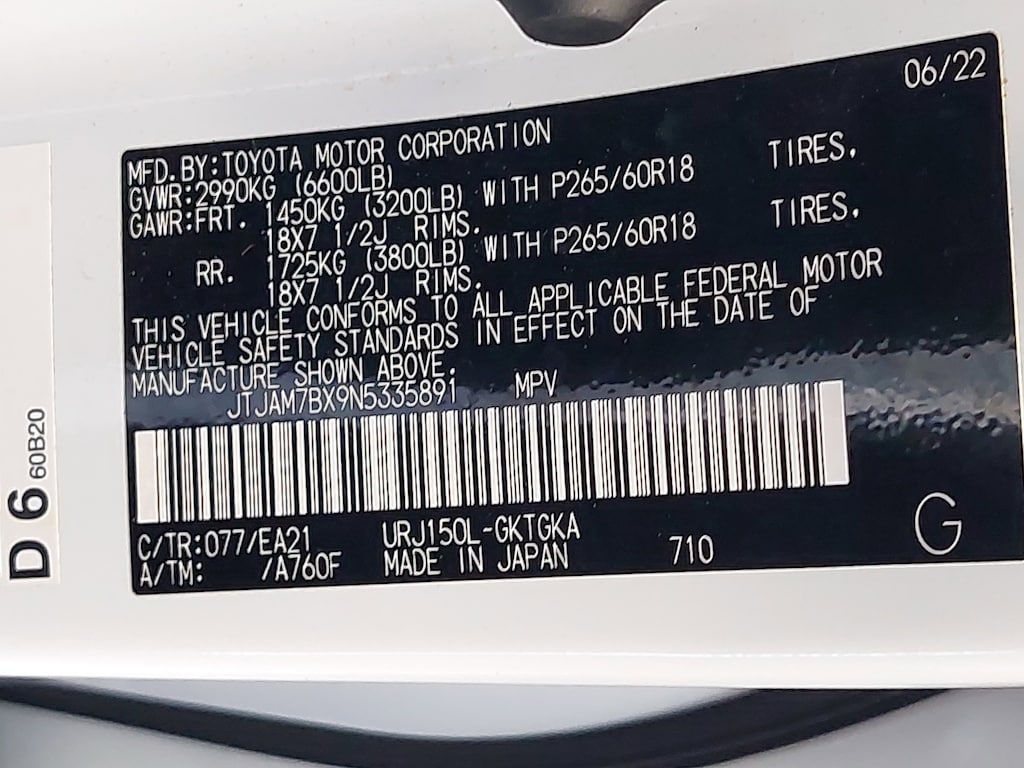 06/22
MFD.BY:TOYOTA MOTOR CORPORATION
GVWR:2990KG (6600LB)
GAWR:FRT. 1450KG (3200LB) WITH P265/60R18 TIRES,
18X7 1/2J RIMS.
RR. 1725KG (3800LB) WITH P265/60R18 TIRES,
18X7 1/2J RIMS.
THIS VEHICLE CONFORMS TO ALL APPLICABLE FEDERAL MOTOR
VEHICLE SAFETY STANDARDS IN EFFECT ON THE DATE OF
MANUFACTURE SHOWN ABOVE.
JTJAM7BX9N5335891 MPV
C/TR:077/EA21 URJ150L-GKTGKA
A/TM: /A760F MADE IN JAPAN 710
G
D 6 60B20